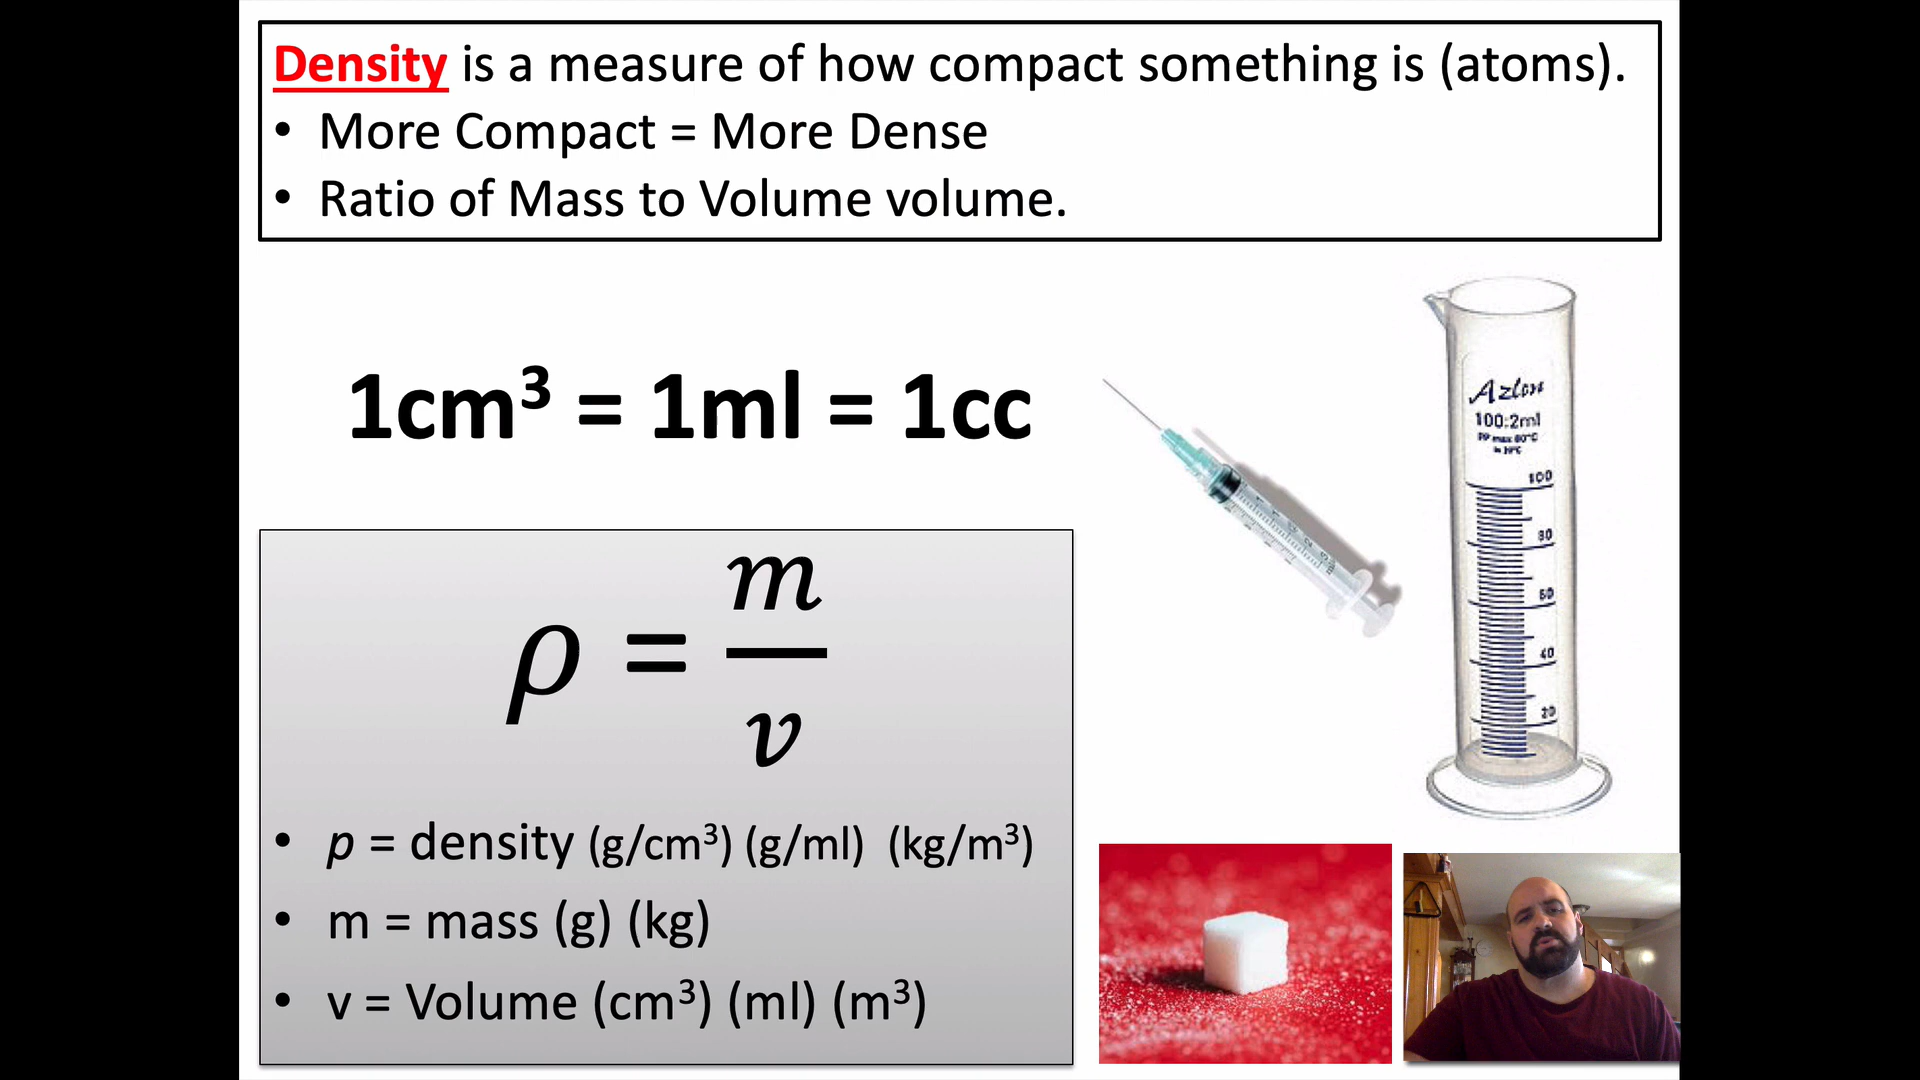 Density is a measure of how compact something is (atoms).
• More Compact = More Dense
• Ratio of Mass to Volume volume.
1cm³ = 1ml = 1cc
Azlon
100:2ml
100
80
60
40
20
ρ = m/v
• p = density (g/cm³) (g/ml) (kg/m³)
• m = mass (g) (kg)
• v = Volume (cm³) (ml) (m³)